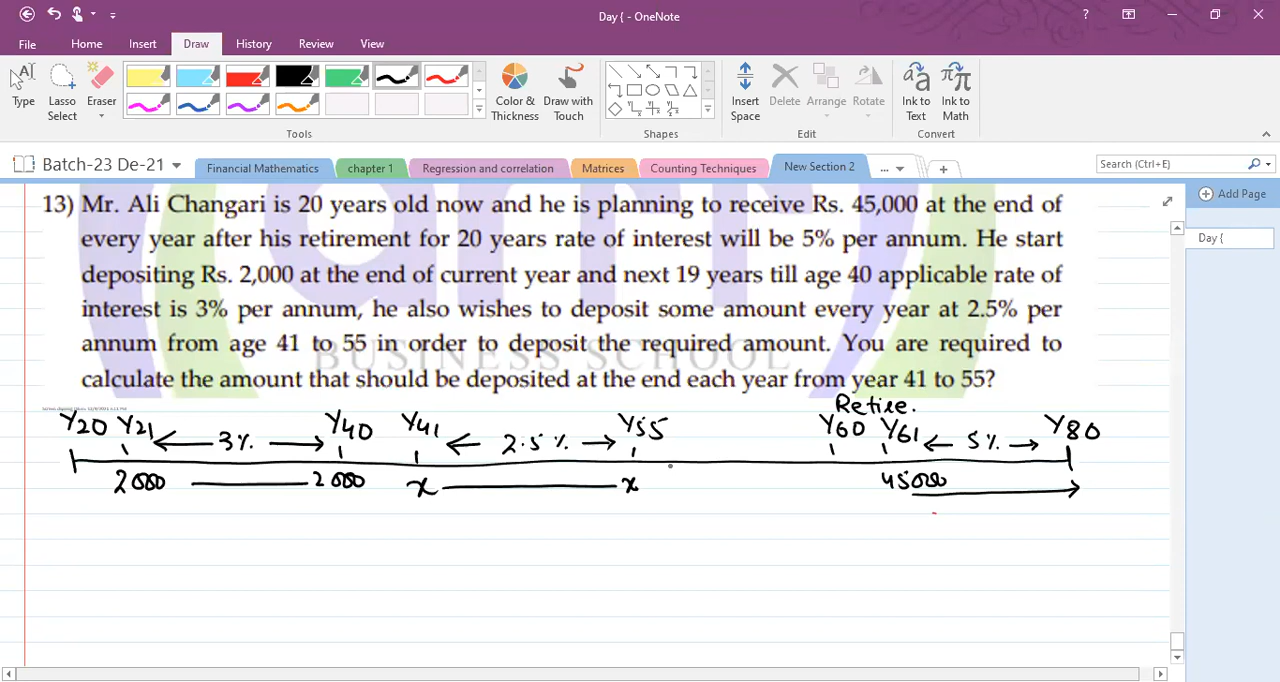 Day { - OneNote
?
File Home Insert Draw History Review View
Type Lasso Select Eraser Color & Thickness Draw with Touch Insert Space Delete Arrange Rotate Ink to Text Ink to Math
Tools Shapes Edit Convert
Batch-23 De-21 Financial Mathematics chapter 1 Regression and correlation Matrices Counting Techniques New Section 2 ... Search (Ctrl+E)
Add Page
Day {
13) Mr. Ali Changari is 20 years old now and he is planning to receive Rs. 45,000 at the end of
every year after his retirement for 20 years rate of interest will be 5% per annum. He start
depositing Rs. 2,000 at the end of current year and next 19 years till age 40 applicable rate of
interest is 3% per annum, he also wishes to deposit some amount every year at 2.5% per
annum from age 41 to 55 in order to deposit the required amount. You are required to
calculate the amount that should be deposited at the end each year from year 41 to 55?
BUSINESS SCHOOL
Retire.
Y20 Y21 3% Y40 Y41 2.5% Y55 Y60 Y61 5% Y80
2000 2000 x x 45000